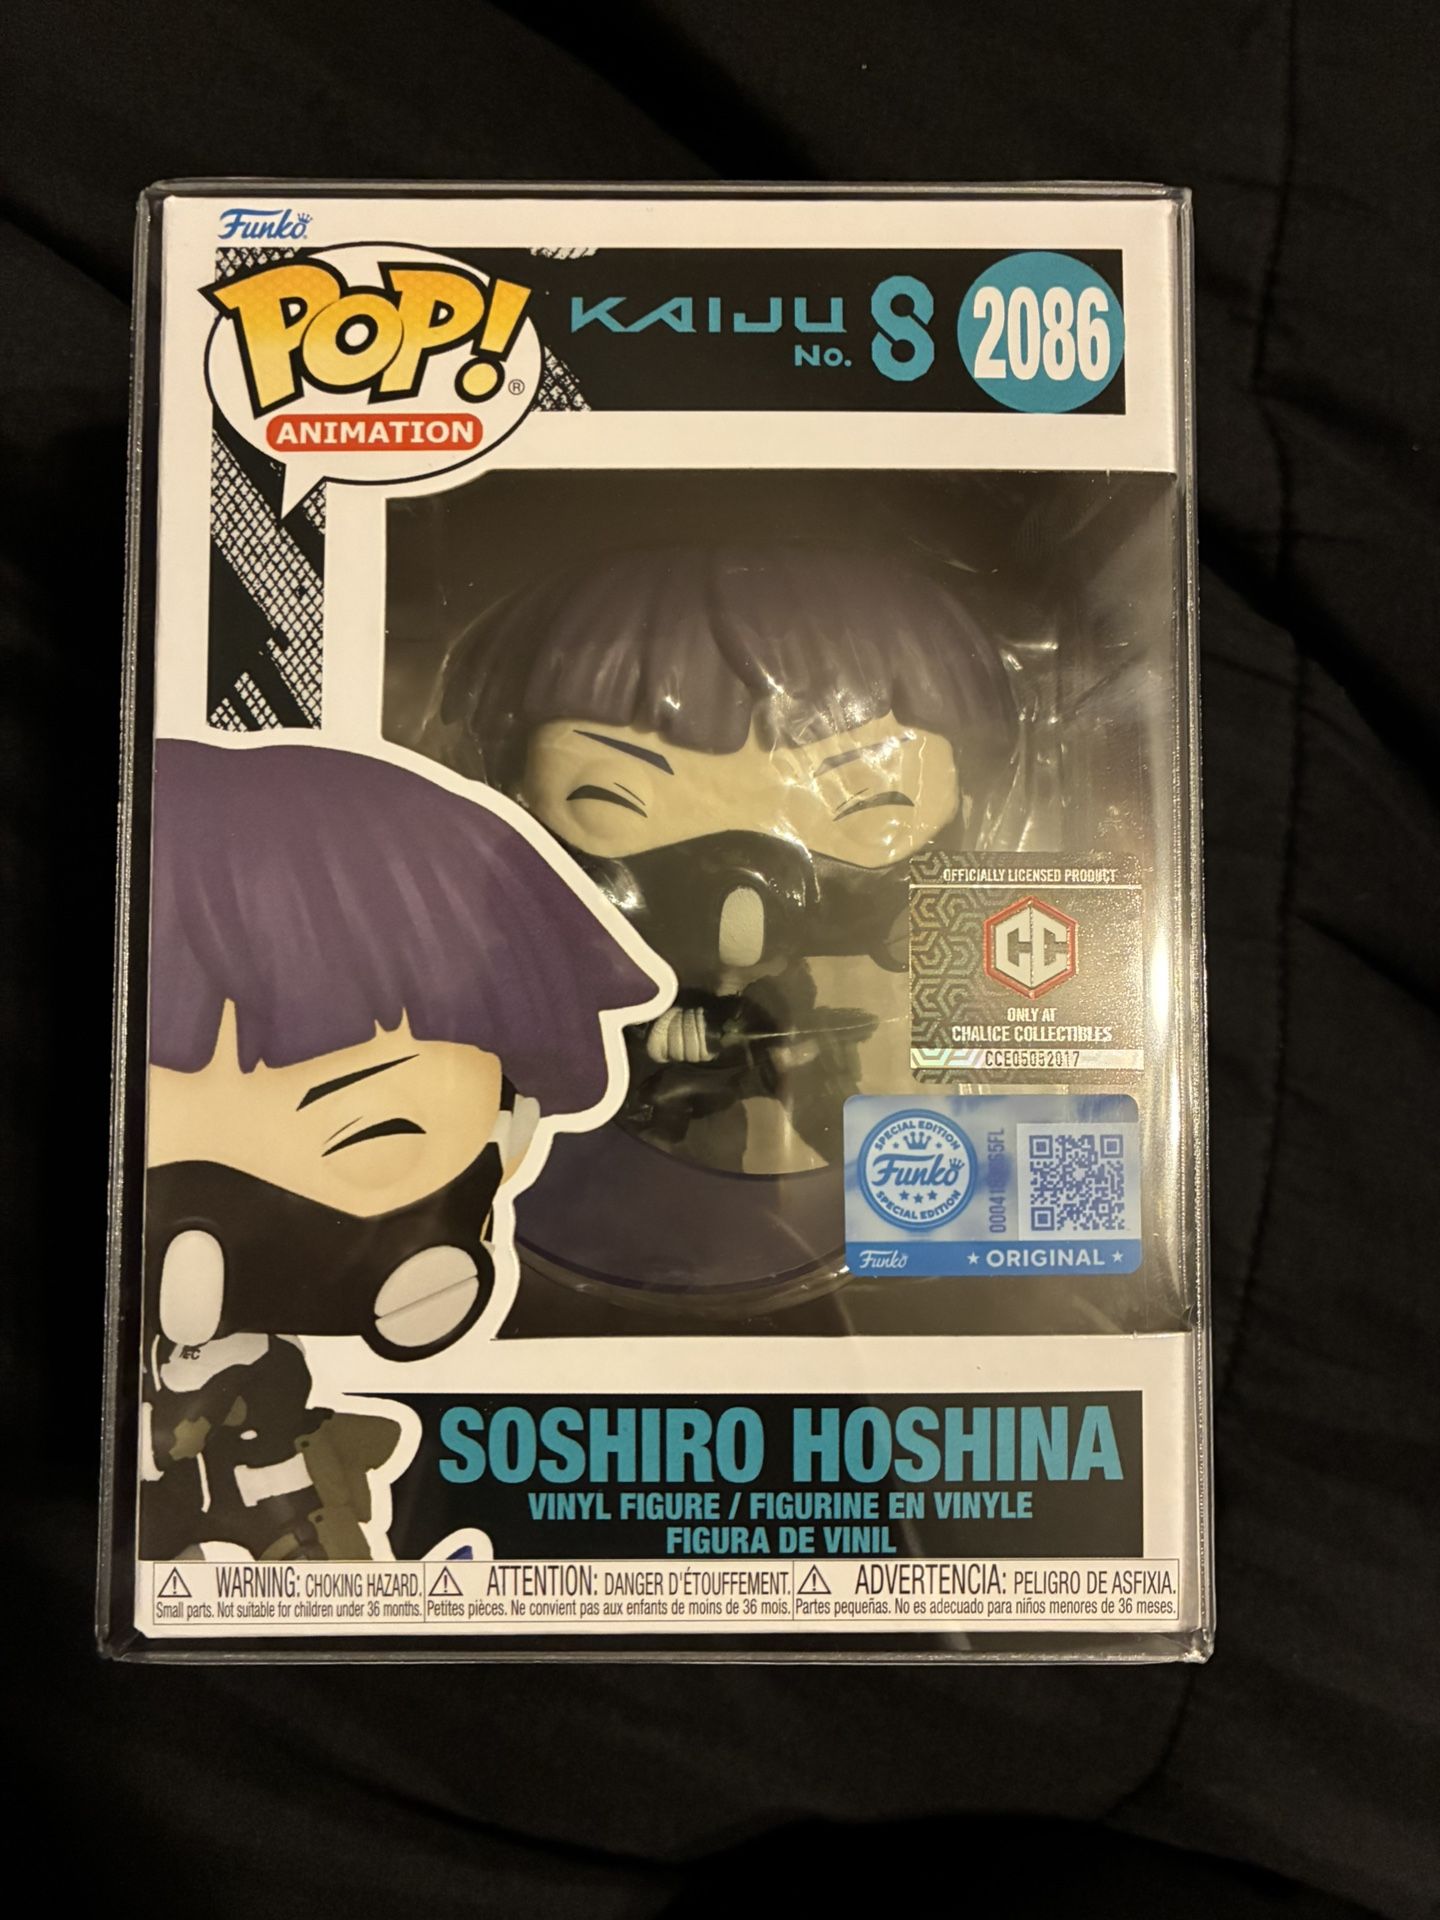 Funko
POP!®
ANIMATION
KAIJU
No. 8
2086
OFFICIALLY LICENSED PRODUCT
CC
ONLY AT
CHALICE COLLECTIBLES
CCE05052017
SPECIAL EDITION
Funko
SPECIAL EDITION
Funko
★ ORIGINAL ★
SOSHIRO HOSHINA
VINYL FIGURE / FIGURINE EN VINYLE
FIGURA DE VINIL
WARNING: CHOKING HAZARD.
Small parts. Not suitable for children under 36 months.
ATTENTION: DANGER D'ÉTOUFFEMENT.
Petites pièces. Ne convient pas aux enfants de moins de 36 mois.
ADVERTENCIA: PELIGRO DE ASFIXIA.
Partes pequeñas. No es adecuado para niños menores de 36 meses.